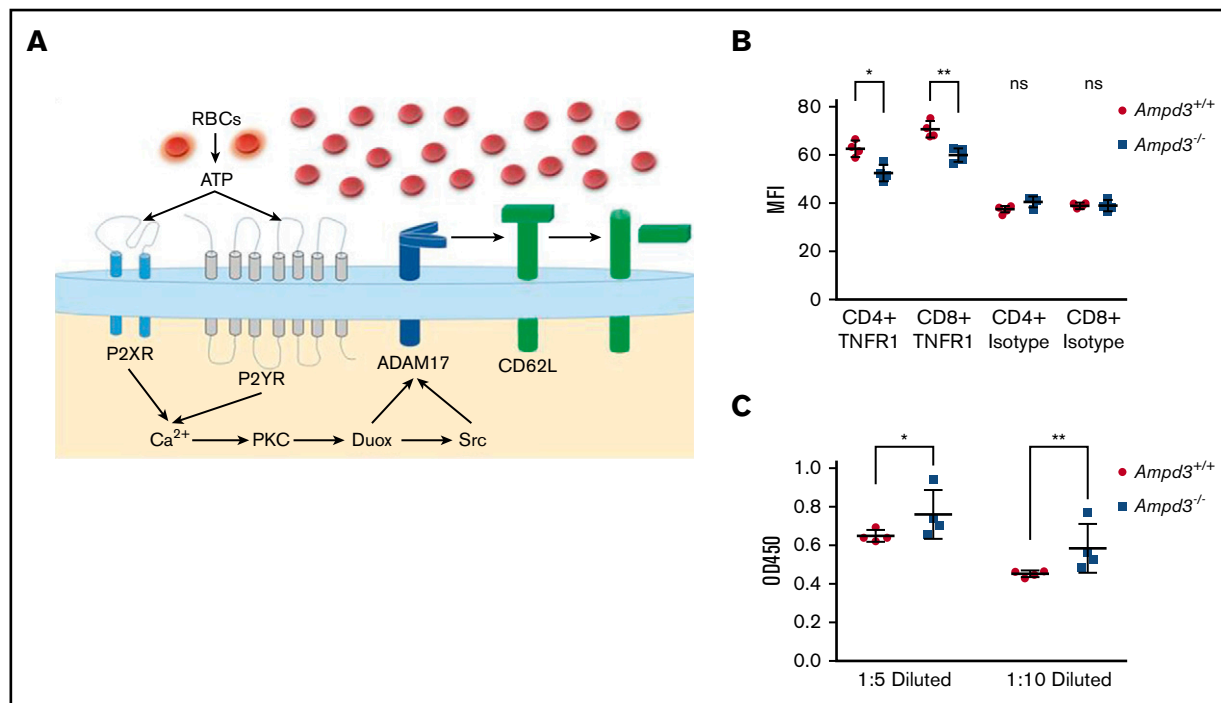 A
RBCs
ATP
P2XR
P2YR
ADAM17
CD62L
Ca2+
PKC
Duox
Src
B
* ** ns ns
80
60
40
20
0
MFI
CD4+ TNFR1
CD8+ TNFR1
CD4+ Isotype
CD8+ Isotype
Ampd3+/+
Ampd3-/-
C
* **
1.0
0.8
0.6
0.4
0.2
0.0
OD450
1:5 Diluted
1:10 Diluted
Ampd3+/+
Ampd3-/-